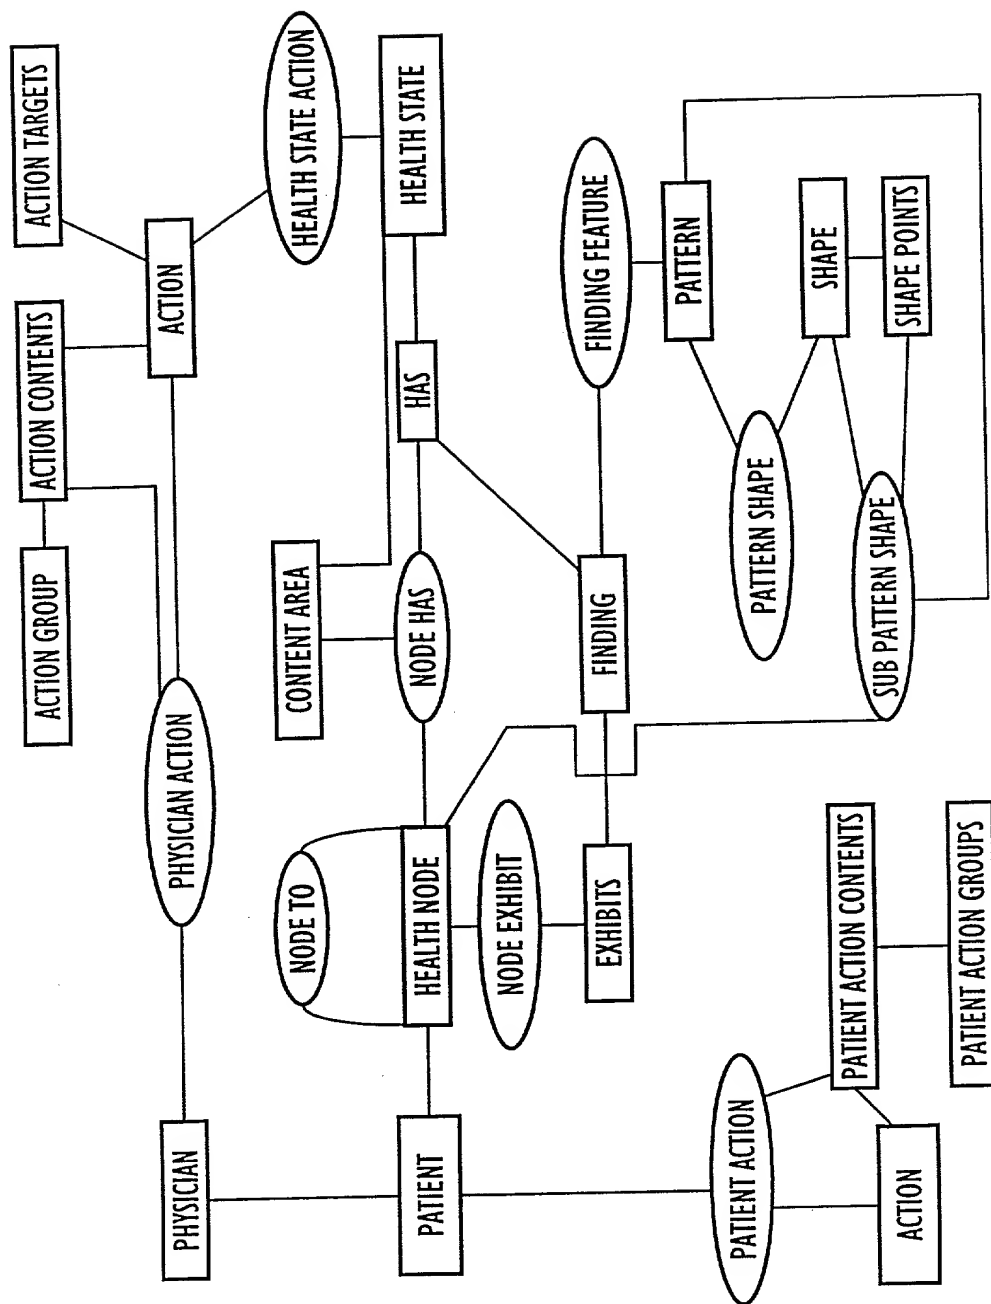 ACTION TARGETS
ACTION CONTENTS
ACTION GROUP
ACTION
HEALTH STATE ACTION
PHYSICIAN ACTION
PHYSICIAN
HEALTH STATE
HAS
CONTENT AREA
NODE HAS
NODE TO
HEALTH NODE
PATIENT
NODE EXHIBIT
FINDING FEATURE
FINDING
EXHIBITS
PATTERN
PATTERN SHAPE
SHAPE
SHAPE POINTS
SUB PATTERN SHAPE
PATIENT ACTION
PATIENT ACTION CONTENTS
ACTION
PATIENT ACTION GROUPS